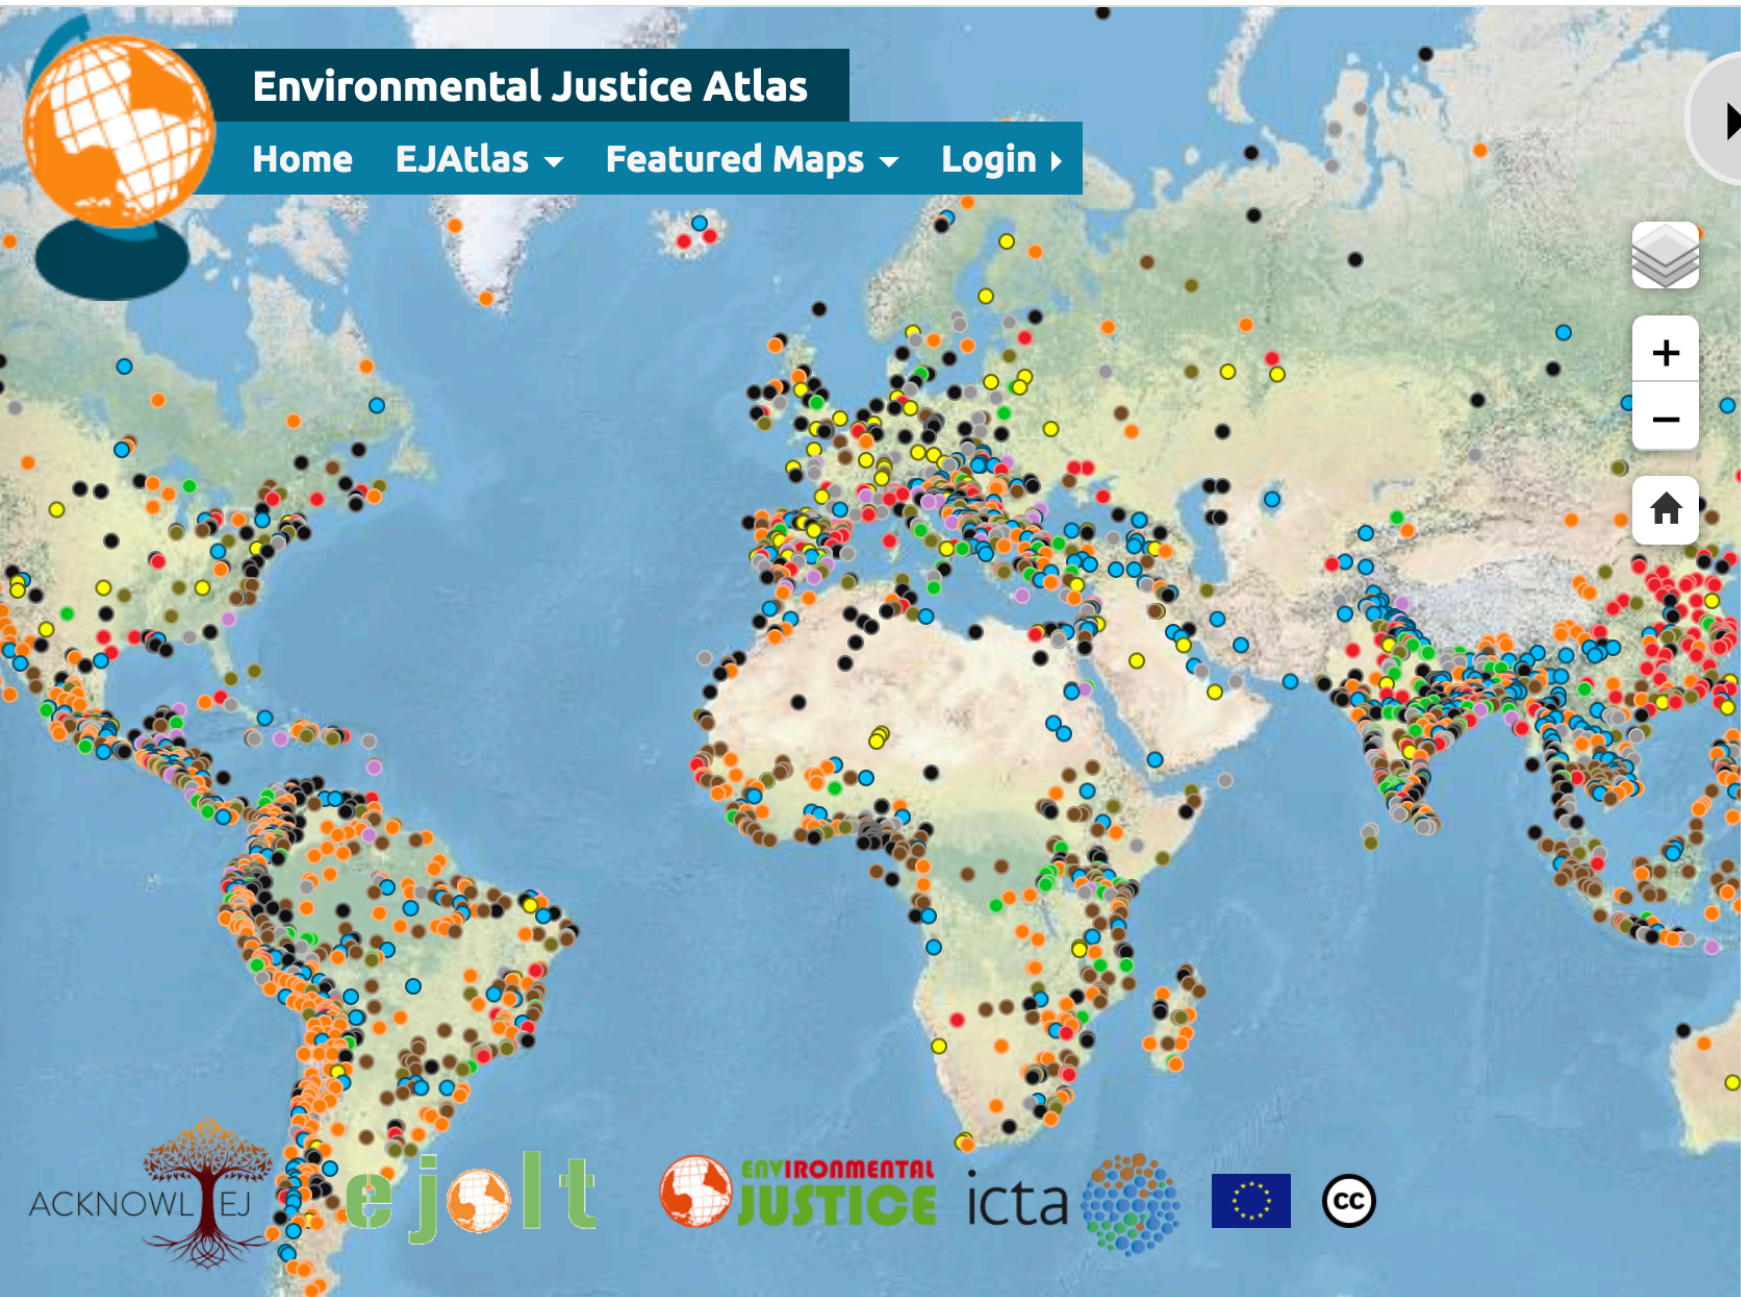 Environmental Justice Atlas
Home EJAtlas Featured Maps Login
+
−
ACKNOWL EJ
ejolt
ENVIRONMENTAL
JUSTICE
icta
cc